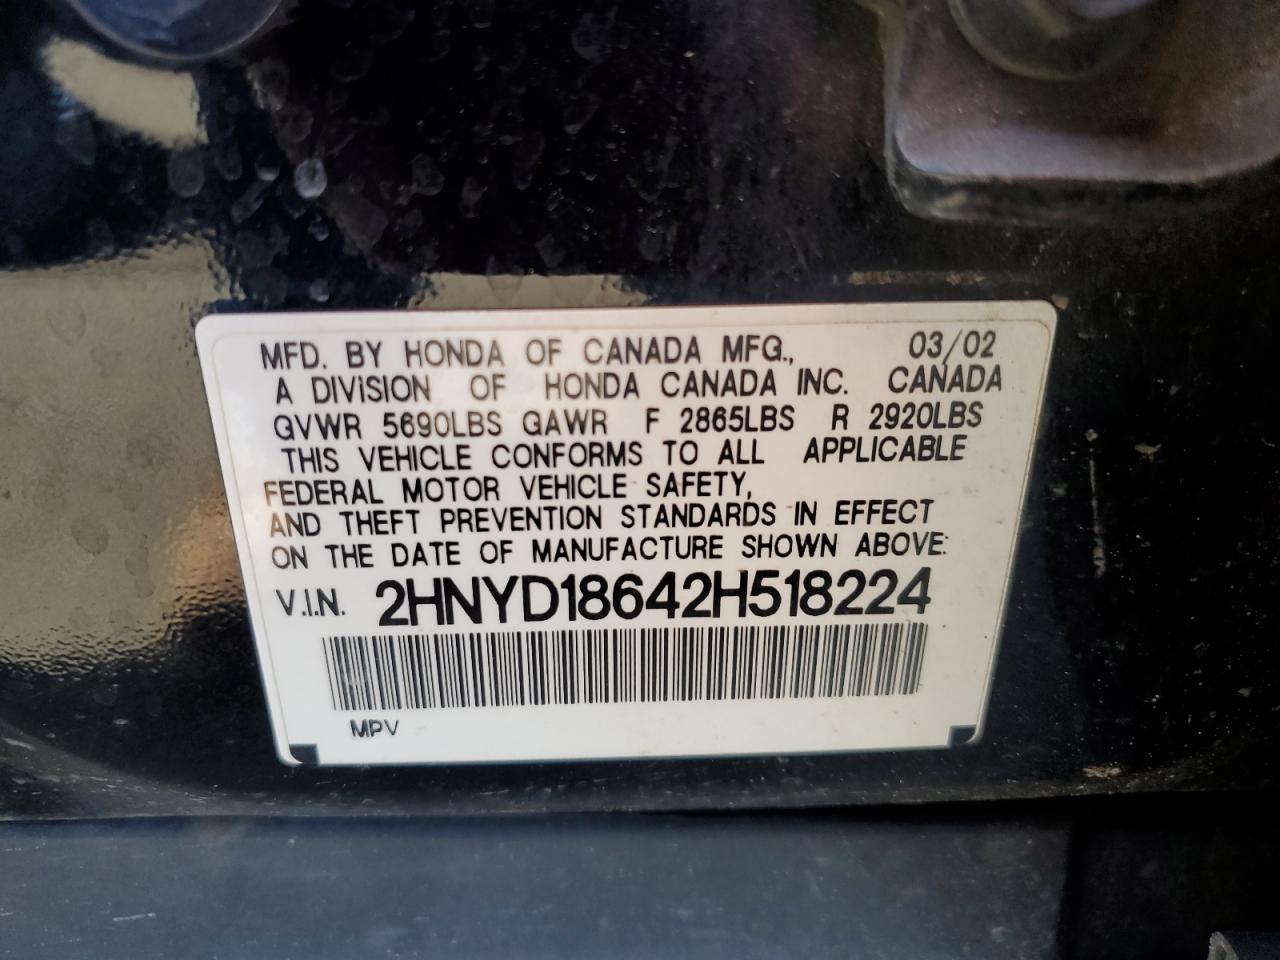 MFD. BY HONDA OF CANADA MFG., 03/02
A DIVISION OF HONDA CANADA INC. CANADA
GVWR 5690LBS GAWR F 2865LBS R 2920LBS
THIS VEHICLE CONFORMS TO ALL APPLICABLE
FEDERAL MOTOR VEHICLE SAFETY,
AND THEFT PREVENTION STANDARDS IN EFFECT
ON THE DATE OF MANUFACTURE SHOWN ABOVE:
V.I.N. 2HNYD18642H518224
MPV